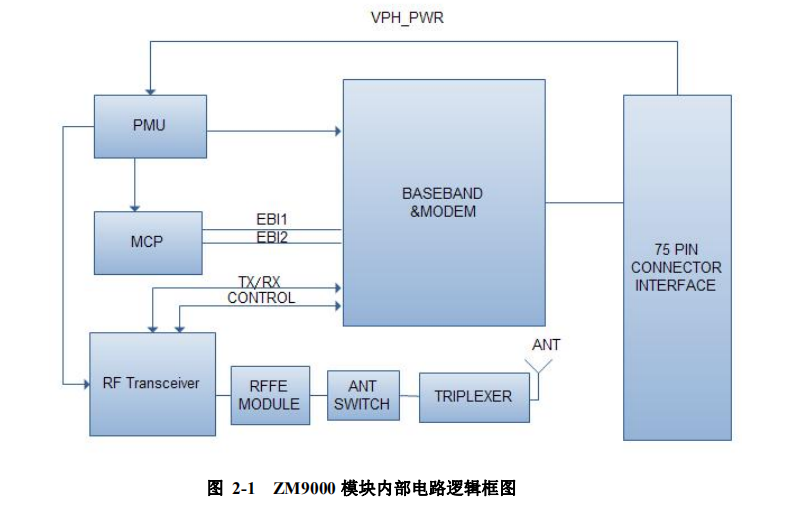 VPH_PWR
PMU
BASEBAND
&MODEM
MCP
EBI1
EBI2
75 PIN
CONNECTOR
INTERFACE
TX/RX
CONTROL
RF Transceiver
RFFE
MODULE
ANT
SWITCH
TRIPLEXER
ANT
图 2-1 ZM9000 模块内部电路逻辑框图